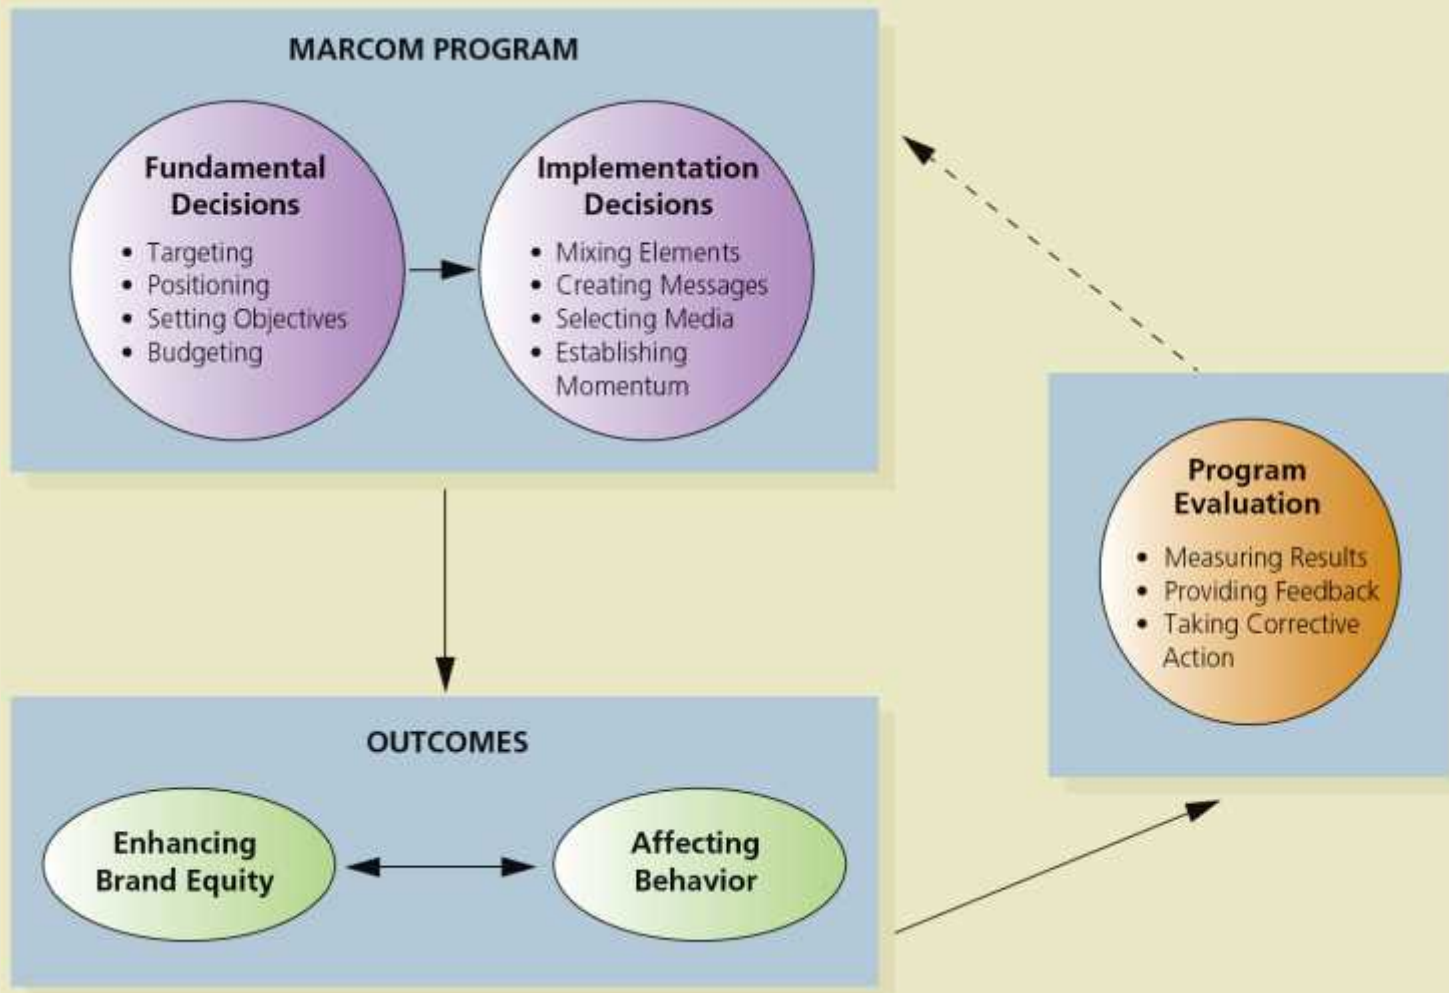 MARCOM PROGRAM
Fundamental
Decisions
• Targeting
• Positioning
• Setting Objectives
• Budgeting
Implementation
Decisions
• Mixing Elements
• Creating Messages
• Selecting Media
• Establishing
Momentum
Program
Evaluation
• Measuring Results
• Providing Feedback
• Taking Corrective
Action
OUTCOMES
Enhancing
Brand Equity
Affecting
Behavior